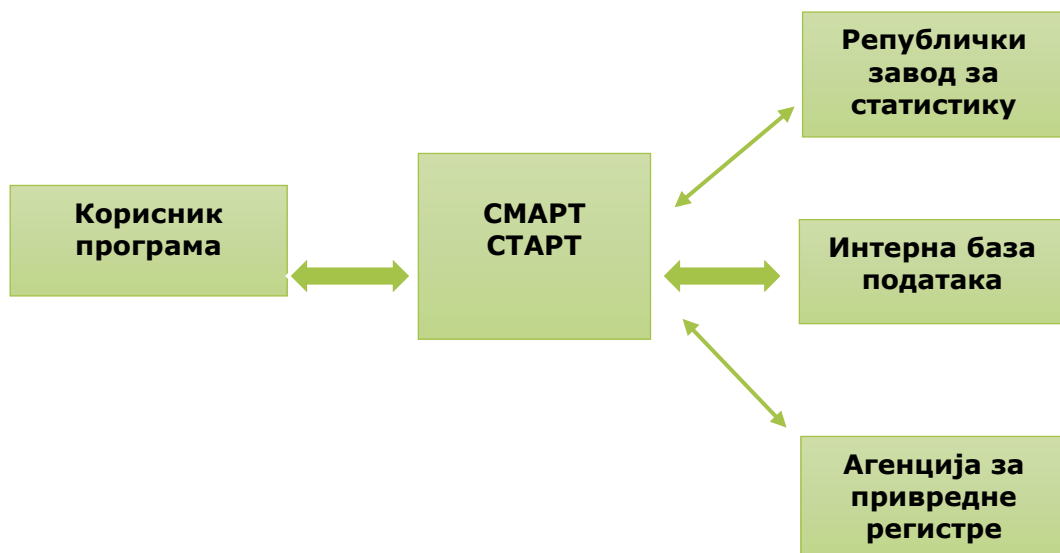 Корисник
програма
СМАРТ
СТАРТ
Републички
завод за
статистику
Интерна база
података
Агенција за
привредне
регистре